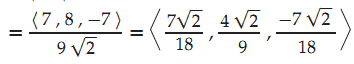 = ⟨7, 8, −7⟩ / 9√2 = ⟨ 7√2 / 18 , 4√2 / 9 , −7√2 / 18 ⟩